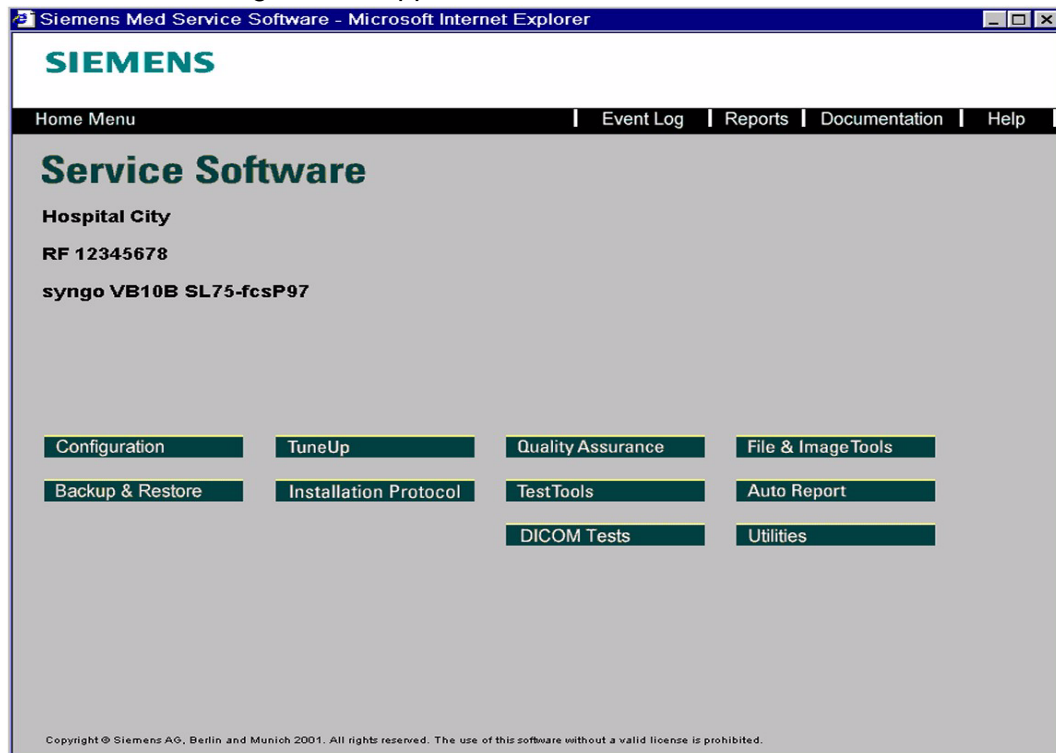 Siemens Med Service Software - Microsoft Internet Explorer
SIEMENS
Home Menu Event Log Reports Documentation Help
Service Software
Hospital City
RF 12345678
syngo VB10B SL75-fcsP97
Configuration TuneUp Quality Assurance File & ImageTools
Backup & Restore Installation Protocol TestTools Auto Report
DICOM Tests Utilities
Copyright © Siemens AG, Berlin and Munich 2001. All rights reserved. The use of this software without a valid license is prohibited.